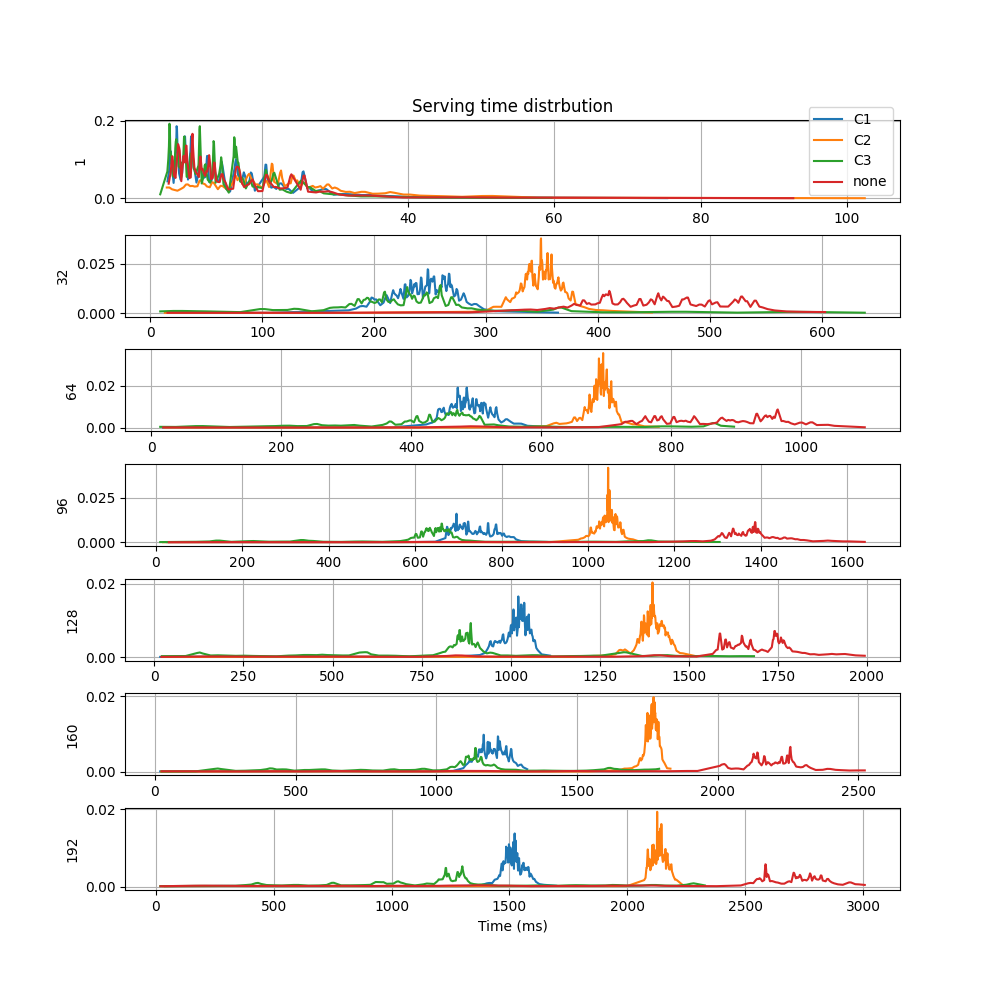 Serving time distrbution
C1
C2
C3
none
1
0.2
0.0
20 40 60 80 100
32
0.025
0.000
0 100 200 300 400 500 600
64
0.02
0.00
0 200 400 600 800 1000
96
0.025
0.000
0 200 400 600 800 1000 1200 1400 1600
128
0.02
0.00
0 250 500 750 1000 1250 1500 1750 2000
160
0.02
0.00
0 500 1000 1500 2000 2500
192
0.02
0.00
0 500 1000 1500 2000 2500 3000
Time (ms)